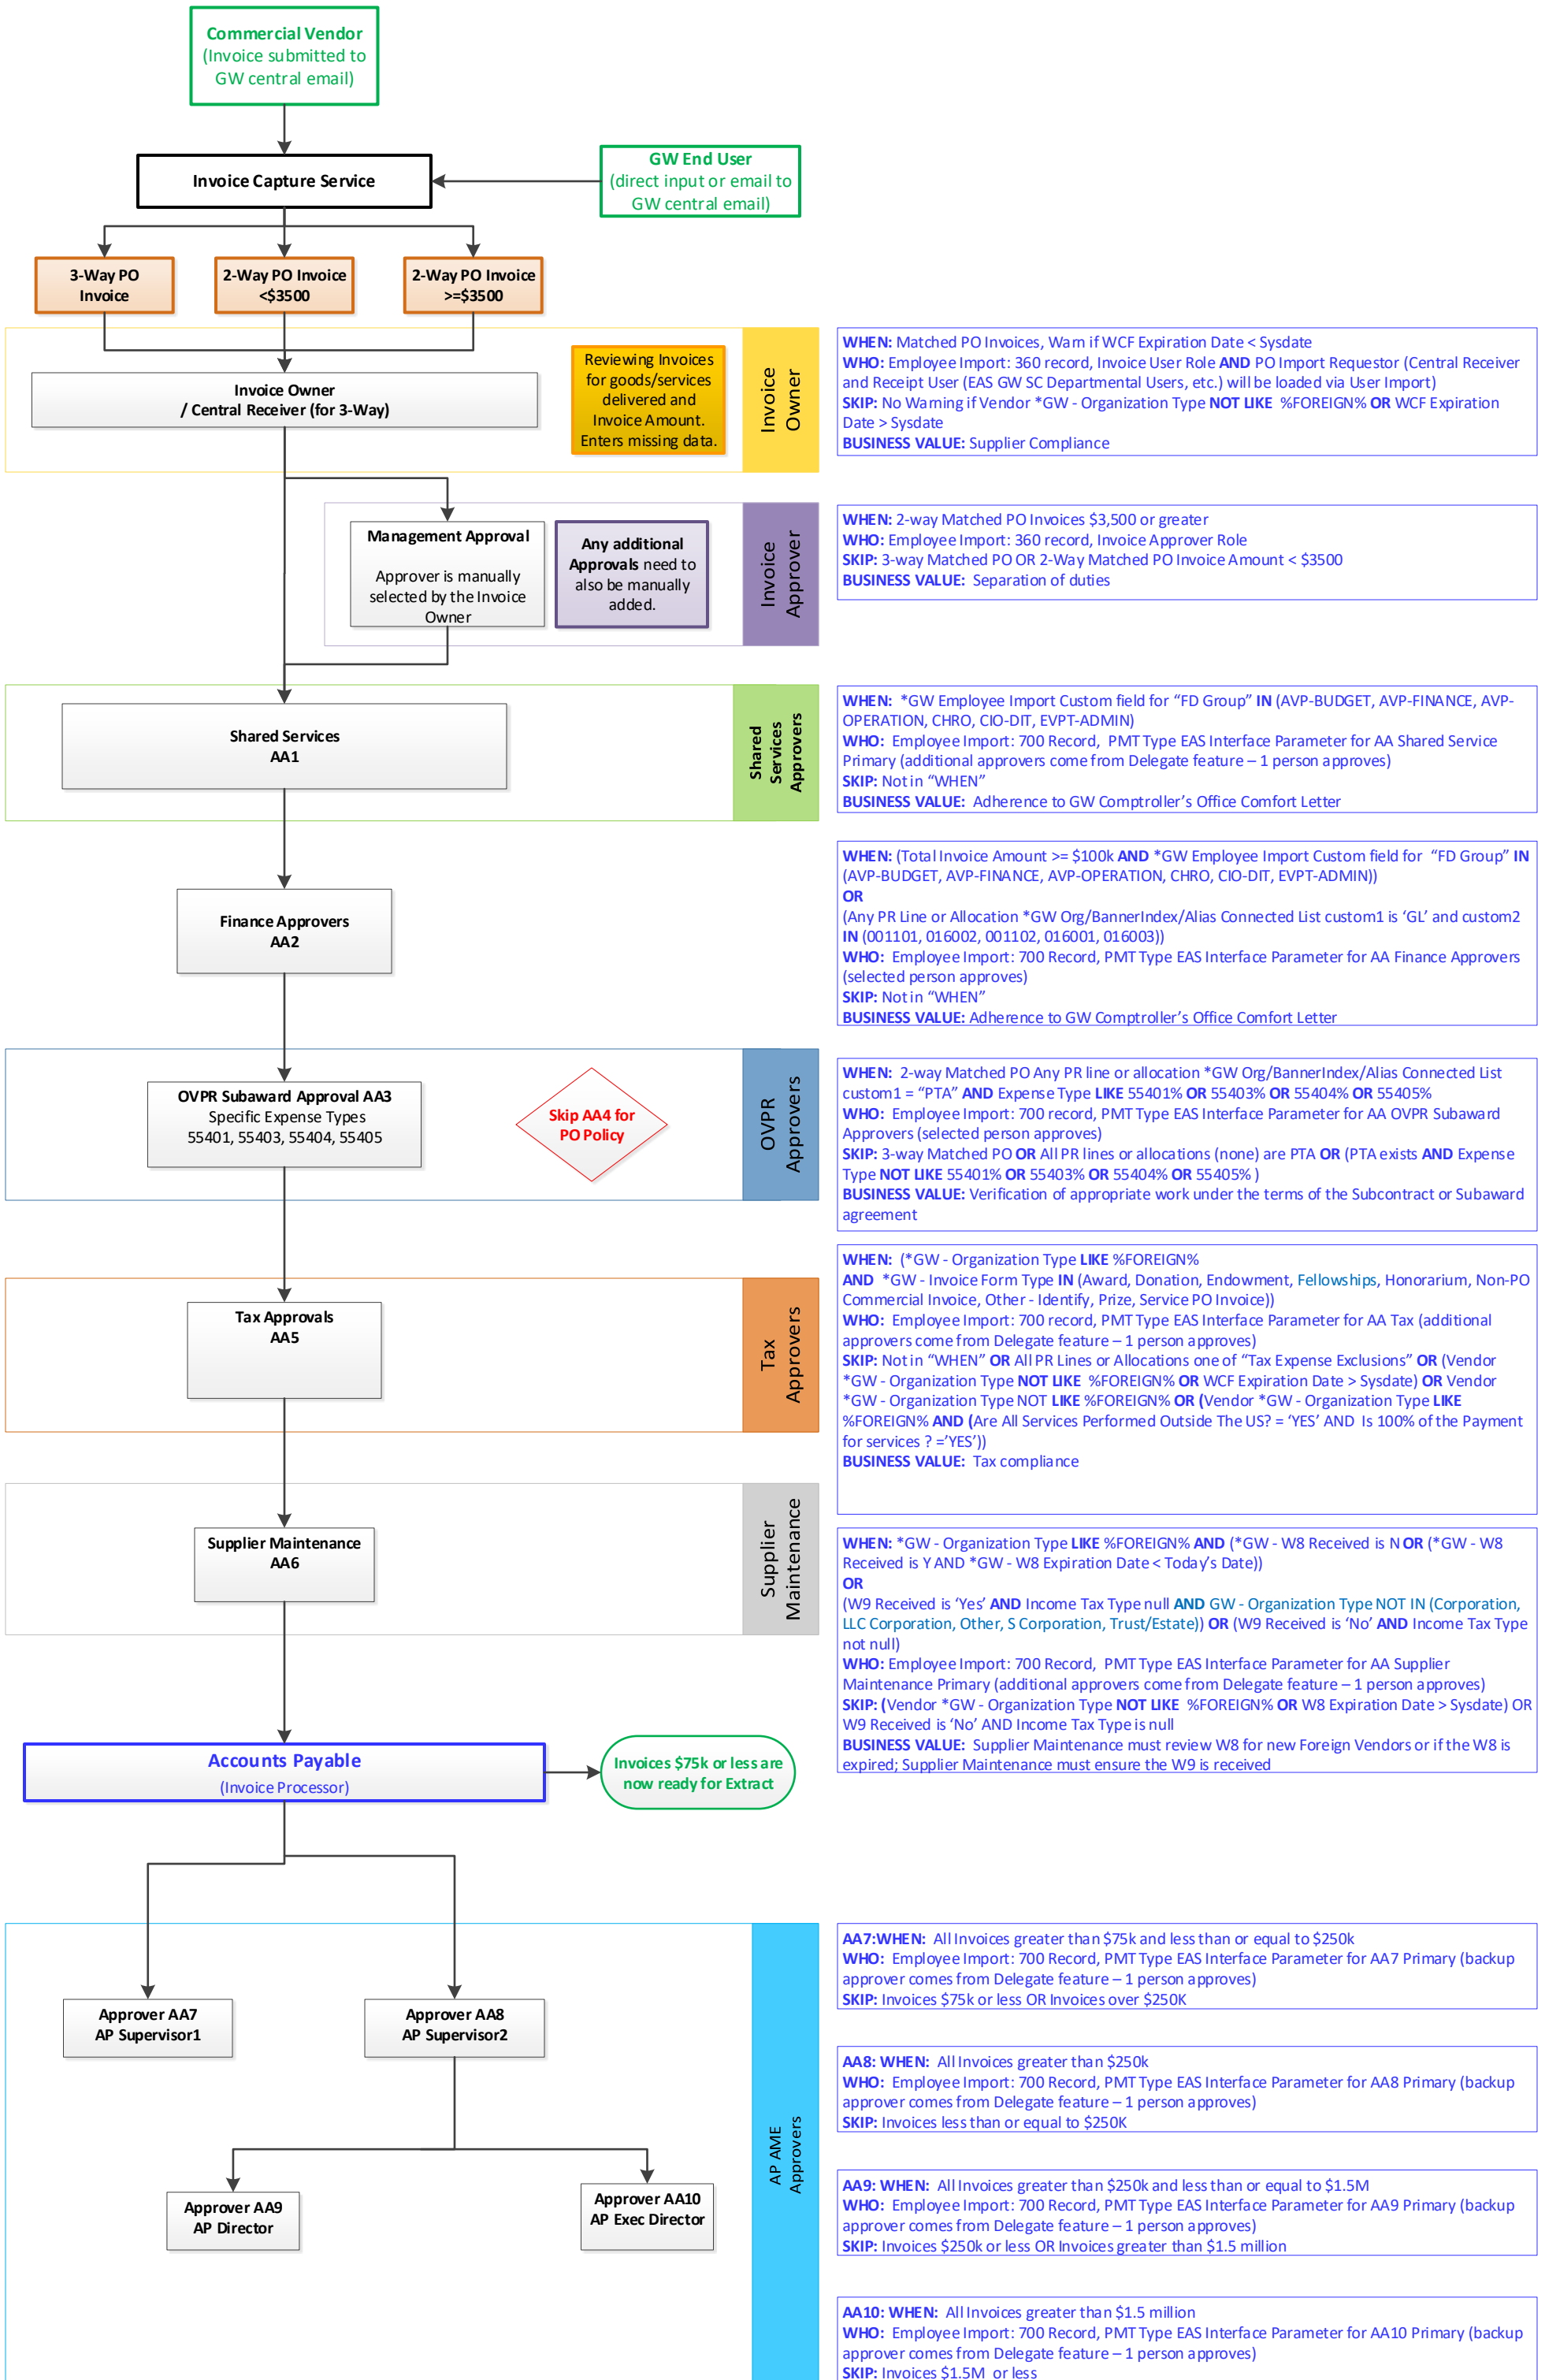 Commercial Vendor
(Invoice submitted to
GW central email)
Invoice Capture Service
GW End User
(direct input or email to
GW central email)
3-Way PO
Invoice
2-Way PO Invoice
<$3500
2-Way PO Invoice
>=$3500
Invoice Owner
/ Central Receiver (for 3-Way)
Reviewing Invoices
for goods/services
delivered and
Invoice Amount.
Enters missing data.
Invoice
Owner
WHEN: Matched PO Invoices, Warn if WCF Expiration Date < Sysdate
WHO: Employee Import: 360 record, Invoice User Role AND PO Import Requestor (Central Receiver
and Receipt User (EAS GW SC Departmental Users, etc.) will be loaded via User Import)
SKIP: No Warning if Vendor *GW - Organization Type NOT LIKE %FOREIGN% OR WCF Expiration
Date > Sysdate
BUSINESS VALUE: Supplier Compliance
Management Approval
Approver is manually
selected by the Invoice
Owner
Any additional
Approvals need to
also be manually
added.
Invoice
Approver
WHEN: 2-way Matched PO Invoices $3,500 or greater
WHO: Employee Import: 360 record, Invoice Approver Role
SKIP: 3-way Matched PO OR 2-Way Matched PO Invoice Amount < $3500
BUSINESS VALUE: Separation of duties
Shared Services
AA1
Shared
Services
Approvers
WHEN: *GW Employee Import Custom field for “FD Group” IN (AVP-BUDGET, AVP-FINANCE, AVP-
OPERATION, CHRO, CIO-DIT, EVPT-ADMIN)
WHO: Employee Import: 700 Record, PMT Type EAS Interface Parameter for AA Shared Service
Primary (additional approvers come from Delegate feature – 1 person approves)
SKIP: Not in “WHEN”
BUSINESS VALUE: Adherence to GW Comptroller’s Office Comfort Letter
Finance Approvers
AA2
WHEN: (Total Invoice Amount >= $100k AND *GW Employee Import Custom field for “FD Group” IN
(AVP-BUDGET, AVP-FINANCE, AVP-OPERATION, CHRO, CIO-DIT, EVPT-ADMIN))
OR
(Any PR Line or Allocation *GW Org/BannerIndex/Alias Connected List custom1 is ‘GL’ and custom2
IN (001101, 016002, 001102, 016001, 016003))
WHO: Employee Import: 700 Record, PMT Type EAS Interface Parameter for AA Finance Approvers
(selected person approves)
SKIP: Not in “WHEN”
BUSINESS VALUE: Adherence to GW Comptroller’s Office Comfort Letter
OVPR Subaward Approval AA3
Specific Expense Types
55401, 55403, 55404, 55405
Skip AA4 for
PO Policy
OVPR
Approvers
WHEN: 2-way Matched PO Any PR line or allocation *GW Org/BannerIndex/Alias Connected List
custom1 = “PTA” AND Expense Type LIKE 55401% OR 55403% OR 55404% OR 55405%
WHO: Employee Import: 700 record, PMT Type EAS Interface Parameter for AA OVPR Subaward
Approvers (selected person approves)
SKIP: 3-way Matched PO OR All PR lines or allocations (none) are PTA OR (PTA exists AND Expense
Type NOT LIKE 55401% OR 55403% OR 55404% OR 55405% )
BUSINESS VALUE: Verification of appropriate work under the terms of the Subcontract or Subaward
agreement
Tax Approvals
AA5
Tax
Approvers
WHEN: (*GW - Organization Type LIKE %FOREIGN%
AND *GW - Invoice Form Type IN (Award, Donation, Endowment, Fellowships, Honorarium, Non-PO
Commercial Invoice, Other - Identify, Prize, Service PO Invoice))
WHO: Employee Import: 700 record, PMT Type EAS Interface Parameter for AA Tax (additional
approvers come from Delegate feature – 1 person approves)
SKIP: Not in “WHEN” OR All PR Lines or Allocations one of “Tax Expense Exclusions” OR (Vendor
*GW - Organization Type NOT LIKE %FOREIGN% OR WCF Expiration Date > Sysdate) OR Vendor
*GW - Organization Type NOT LIKE %FOREIGN% OR (Vendor *GW - Organization Type LIKE
%FOREIGN% AND (Are All Services Performed Outside The US? = ‘YES’ AND Is 100% of the Payment
for services ? =’YES’))
BUSINESS VALUE: Tax compliance
Supplier Maintenance
AA6
Supplier
Maintenance
WHEN: *GW - Organization Type LIKE %FOREIGN% AND (*GW - W8 Received is N OR (*GW - W8
Received is Y AND *GW - W8 Expiration Date < Today’s Date))
OR
(W9 Received is ‘Yes’ AND Income Tax Type null AND GW - Organization Type NOT IN (Corporation,
LLC Corporation, Other, S Corporation, Trust/Estate)) OR (W9 Received is ‘No’ AND Income Tax Type
not null)
WHO: Employee Import: 700 Record, PMT Type EAS Interface Parameter for AA Supplier
Maintenance Primary (additional approvers come from Delegate feature – 1 person approves)
SKIP: (Vendor *GW - Organization Type NOT LIKE %FOREIGN% OR W8 Expiration Date > Sysdate) OR
W9 Received is ‘No’ AND Income Tax Type is null
BUSINESS VALUE: Supplier Maintenance must review W8 for new Foreign Vendors or if the W8 is
expired; Supplier Maintenance must ensure the W9 is received
Accounts Payable
(Invoice Processor)
Invoices $75k or less are
now ready for Extract
Approver AA7
AP Supervisor1
Approver AA8
AP Supervisor2
Approver AA9
AP Director
Approver AA10
AP Exec Director
AP AME
Approvers
AA7:WHEN: All Invoices greater than $75k and less than or equal to $250k
WHO: Employee Import: 700 Record, PMT Type EAS Interface Parameter for AA7 Primary (backup
approver comes from Delegate feature – 1 person approves)
SKIP: Invoices $75k or less OR Invoices over $250K
AA8: WHEN: All Invoices greater than $250k
WHO: Employee Import: 700 Record, PMT Type EAS Interface Parameter for AA8 Primary (backup
approver comes from Delegate feature – 1 person approves)
SKIP: Invoices less than or equal to $250K
AA9: WHEN: All Invoices greater than $250k and less than or equal to $1.5M
WHO: Employee Import: 700 Record, PMT Type EAS Interface Parameter for AA9 Primary (backup
approver comes from Delegate feature – 1 person approves)
SKIP: Invoices $250k or less OR Invoices greater than $1.5 million
AA10: WHEN: All Invoices greater than $1.5 million
WHO: Employee Import: 700 Record, PMT Type EAS Interface Parameter for AA10 Primary (backup
approver comes from Delegate feature – 1 person approves)
SKIP: Invoices $1.5M or less